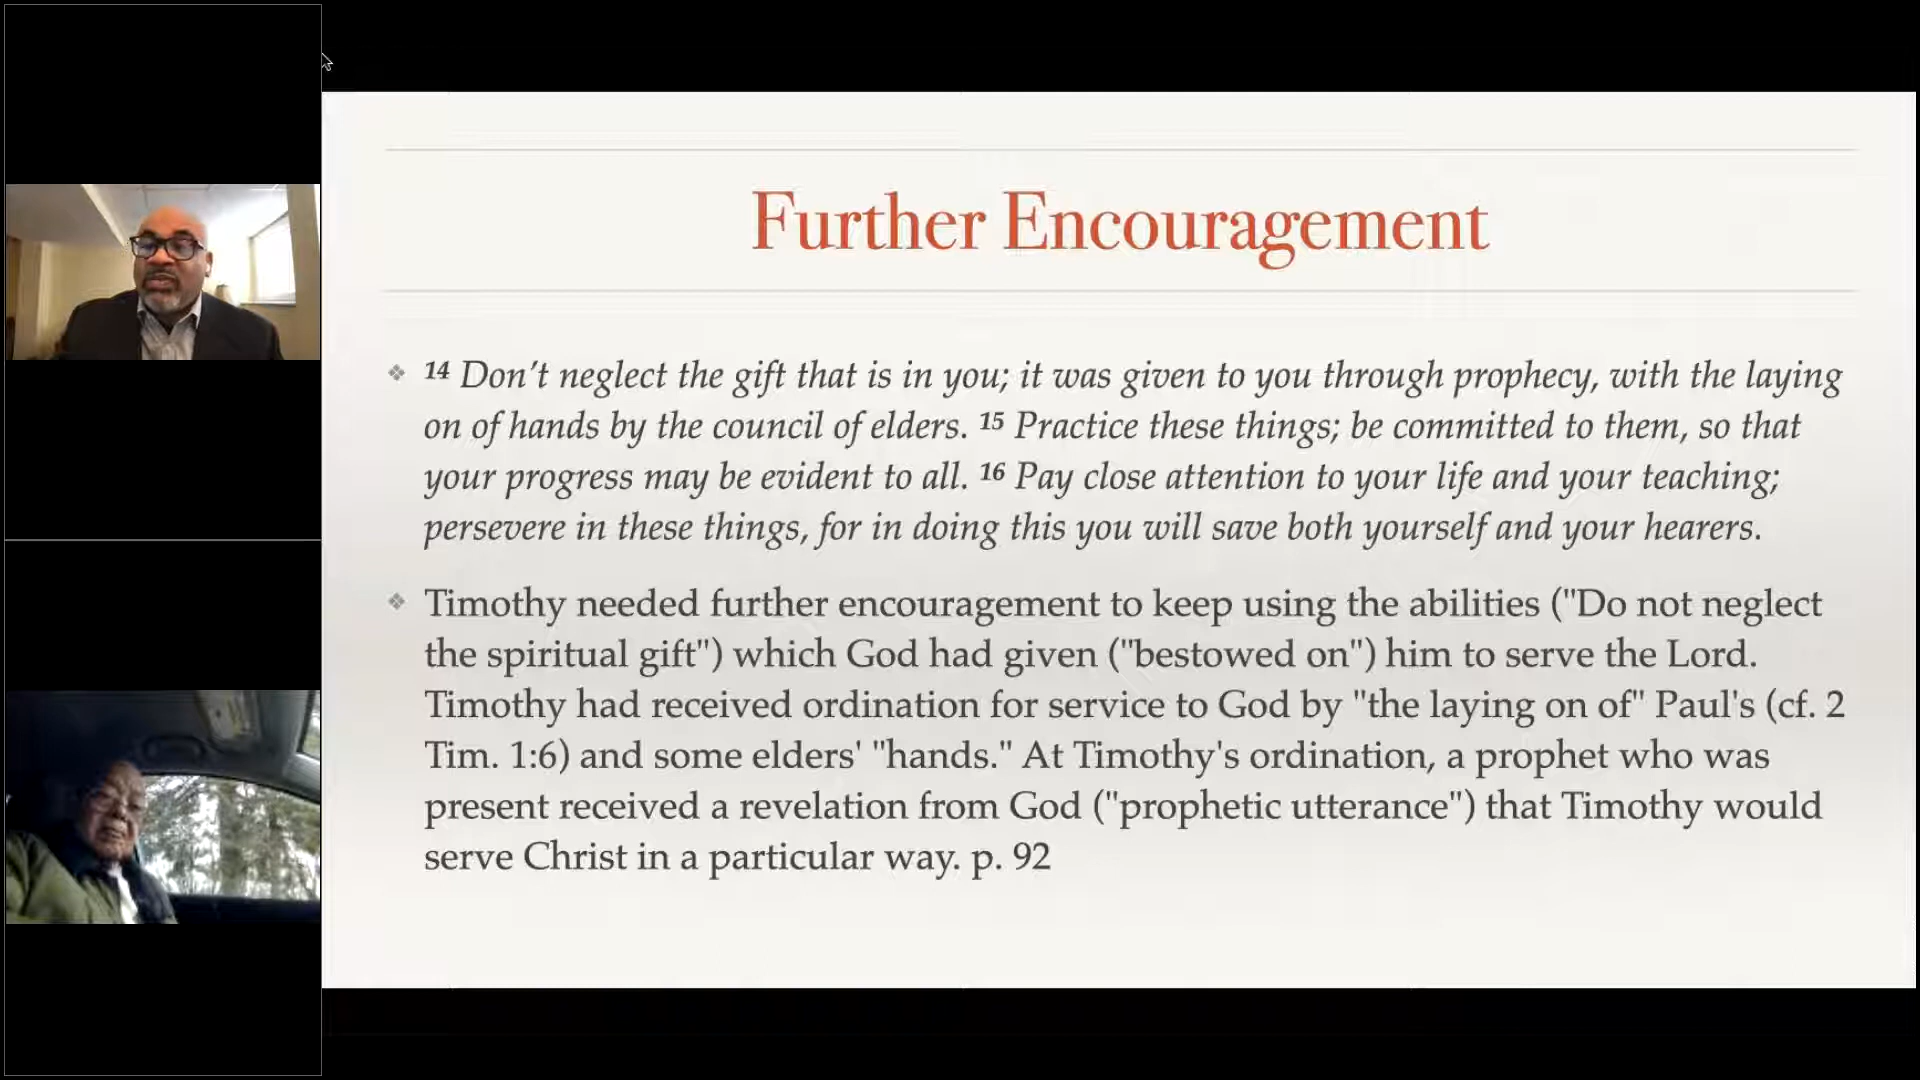 Further Encouragement
❖ ¹⁴ Don’t neglect the gift that is in you; it was given to you through prophecy, with the laying
on of hands by the council of elders. ¹⁵ Practice these things; be committed to them, so that
your progress may be evident to all. ¹⁶ Pay close attention to your life and your teaching;
persevere in these things, for in doing this you will save both yourself and your hearers.
❖ Timothy needed further encouragement to keep using the abilities ("Do not neglect
the spiritual gift") which God had given ("bestowed on") him to serve the Lord.
Timothy had received ordination for service to God by "the laying on of" Paul's (cf. 2
Tim. 1:6) and some elders' "hands." At Timothy's ordination, a prophet who was
present received a revelation from God ("prophetic utterance") that Timothy would
serve Christ in a particular way. p. 92